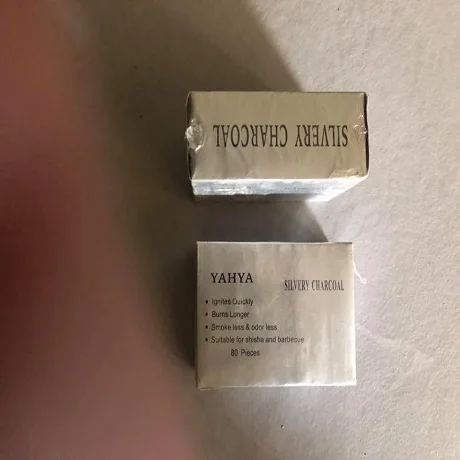 SILVERY CHARCOAL
YAHYA
SILVERY CHARCOAL
• Ignites Quickly
• Burns Longer
• Smoke less & odor less
• Suitable for shisha and barbecue
80 Pieces